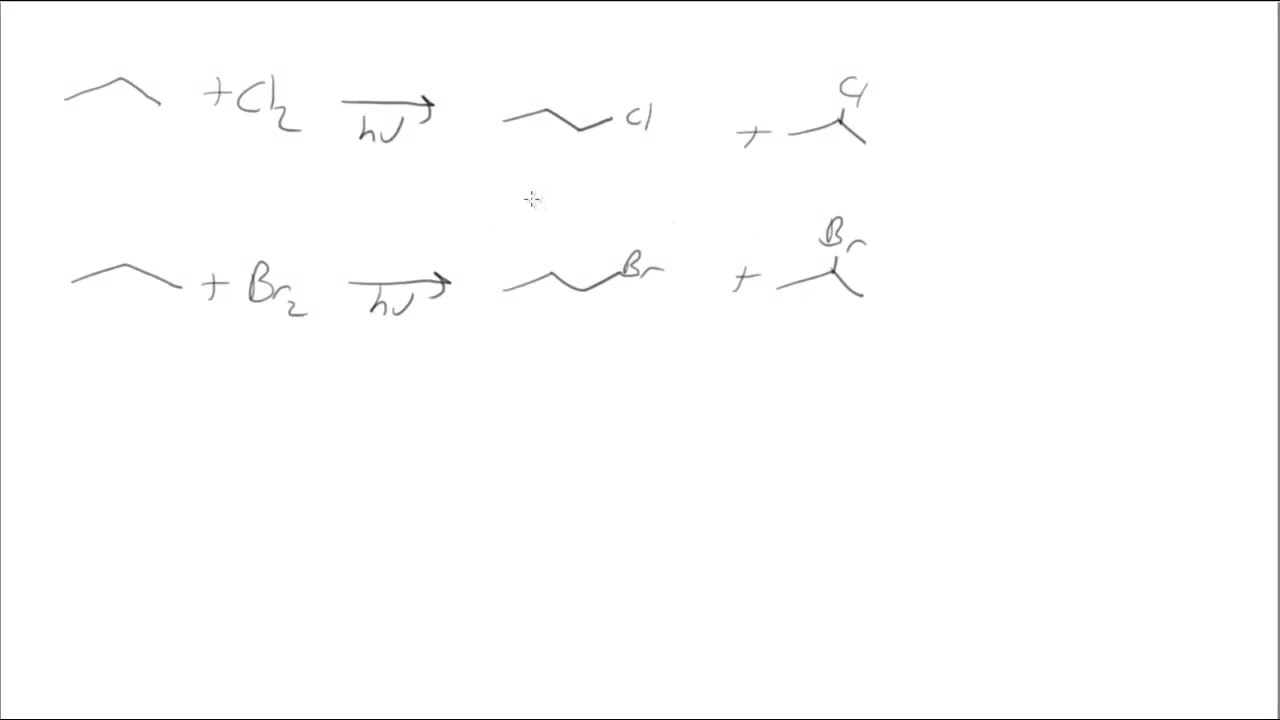 + Cl2 hν Cl + Cl
+ Br2 hν Br + Br